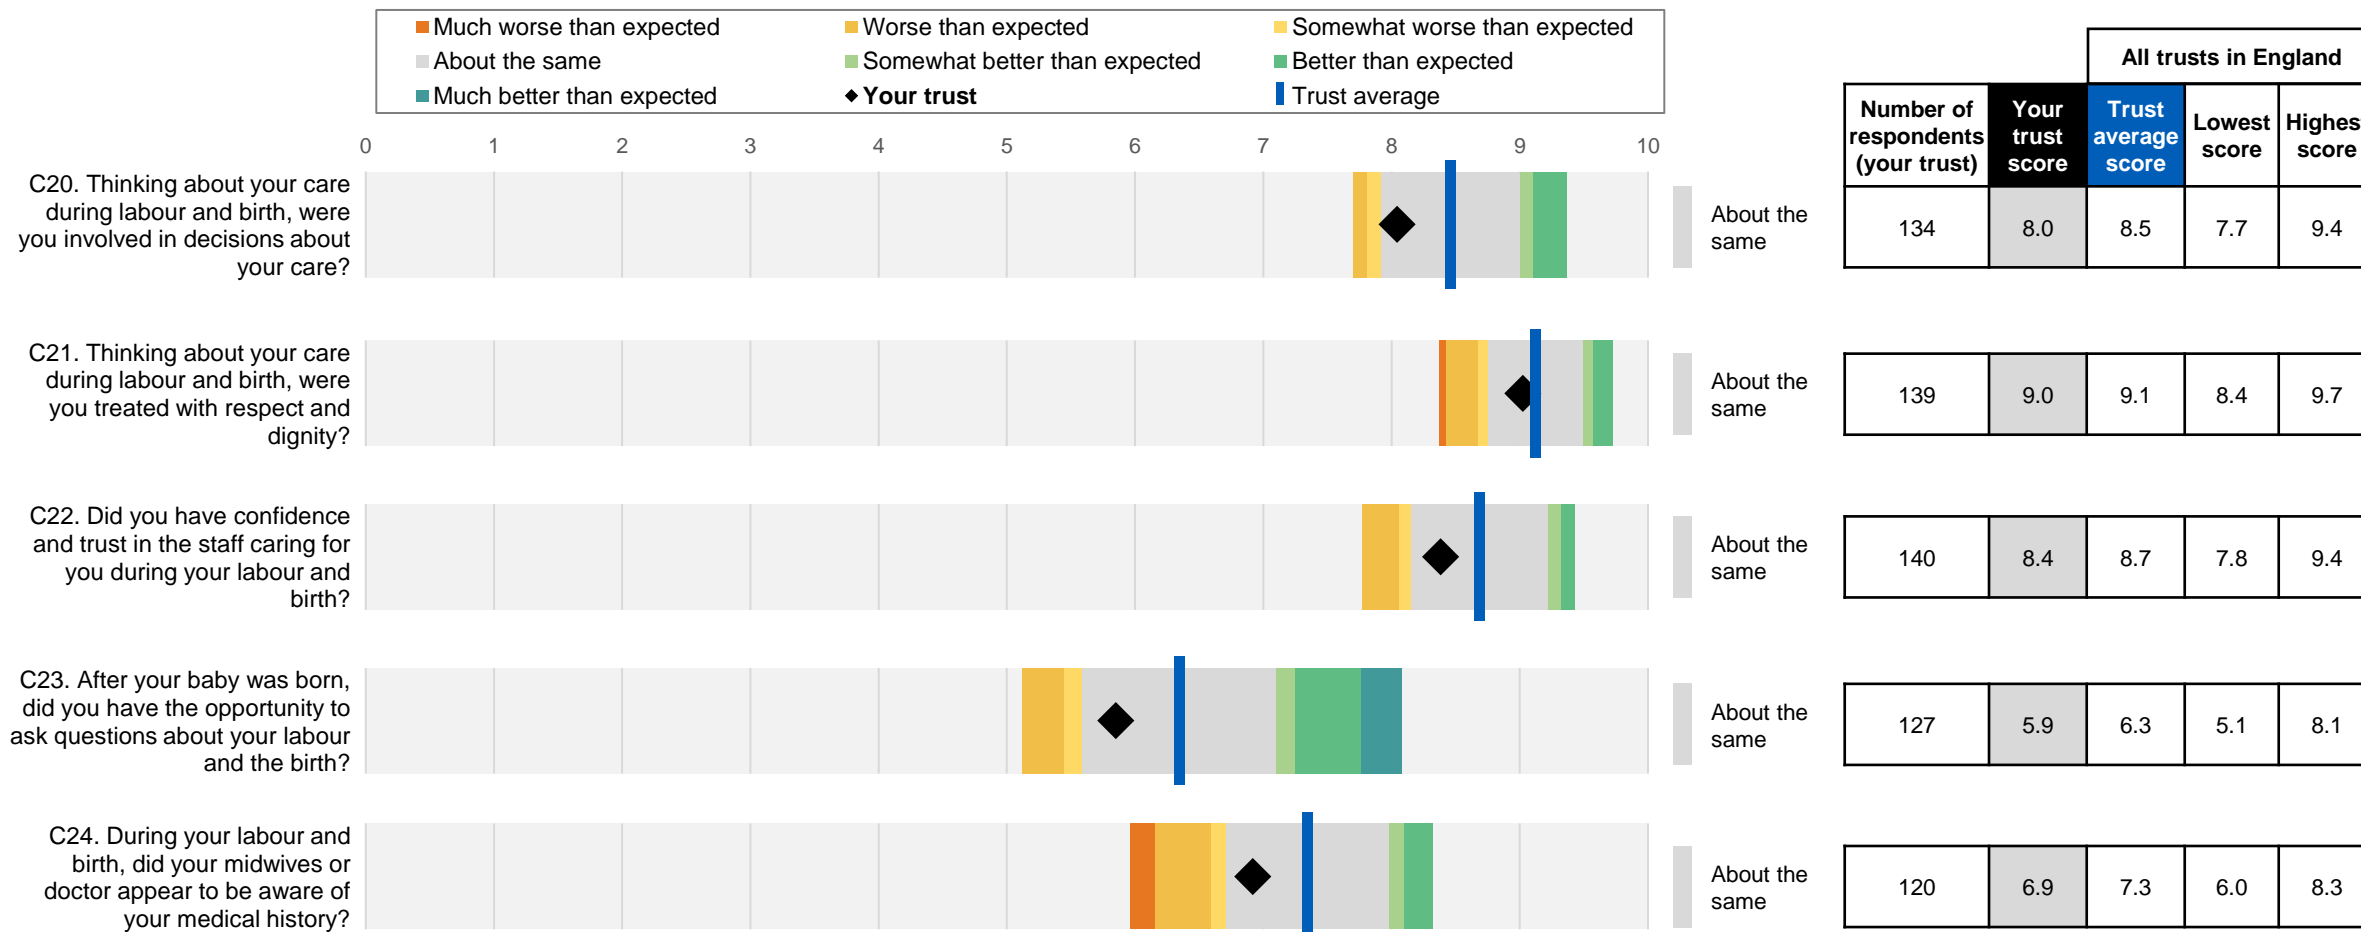 Much worse than expected
Worse than expected
Somewhat worse than expected
About the same
Somewhat better than expected
Better than expected
Much better than expected
Your trust
Trust average
All trusts in England
Number of
respondents
(your trust)
Your
trust
score
Trust
average
score
Lowest
score
Highest
score
0 1 2 3 4 5 6 7 8 9 10
C20. Thinking about your care
during labour and birth, were
you involved in decisions about
your care?
About the
same
134 8.0 8.5 7.7 9.4
C21. Thinking about your care
during labour and birth, were
you treated with respect and
dignity?
About the
same
139 9.0 9.1 8.4 9.7
C22. Did you have confidence
and trust in the staff caring for
you during your labour and
birth?
About the
same
140 8.4 8.7 7.8 9.4
C23. After your baby was born,
did you have the opportunity to
ask questions about your labour
and the birth?
About the
same
127 5.9 6.3 5.1 8.1
C24. During your labour and
birth, did your midwives or
doctor appear to be aware of
your medical history?
About the
same
120 6.9 7.3 6.0 8.3